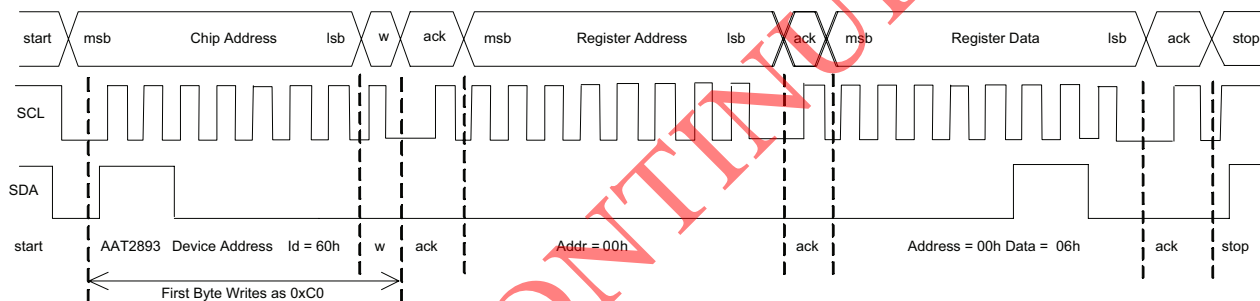 start msb Chip Address lsb w ack msb Register Address lsb ack msb Register Data lsb ack stop
SCL
SDA
start AAT2893 Device Address Id = 60h w ack Addr = 00h ack Address = 00h Data = 06h ack stop
First Byte Writes as 0xC0
ONTINU